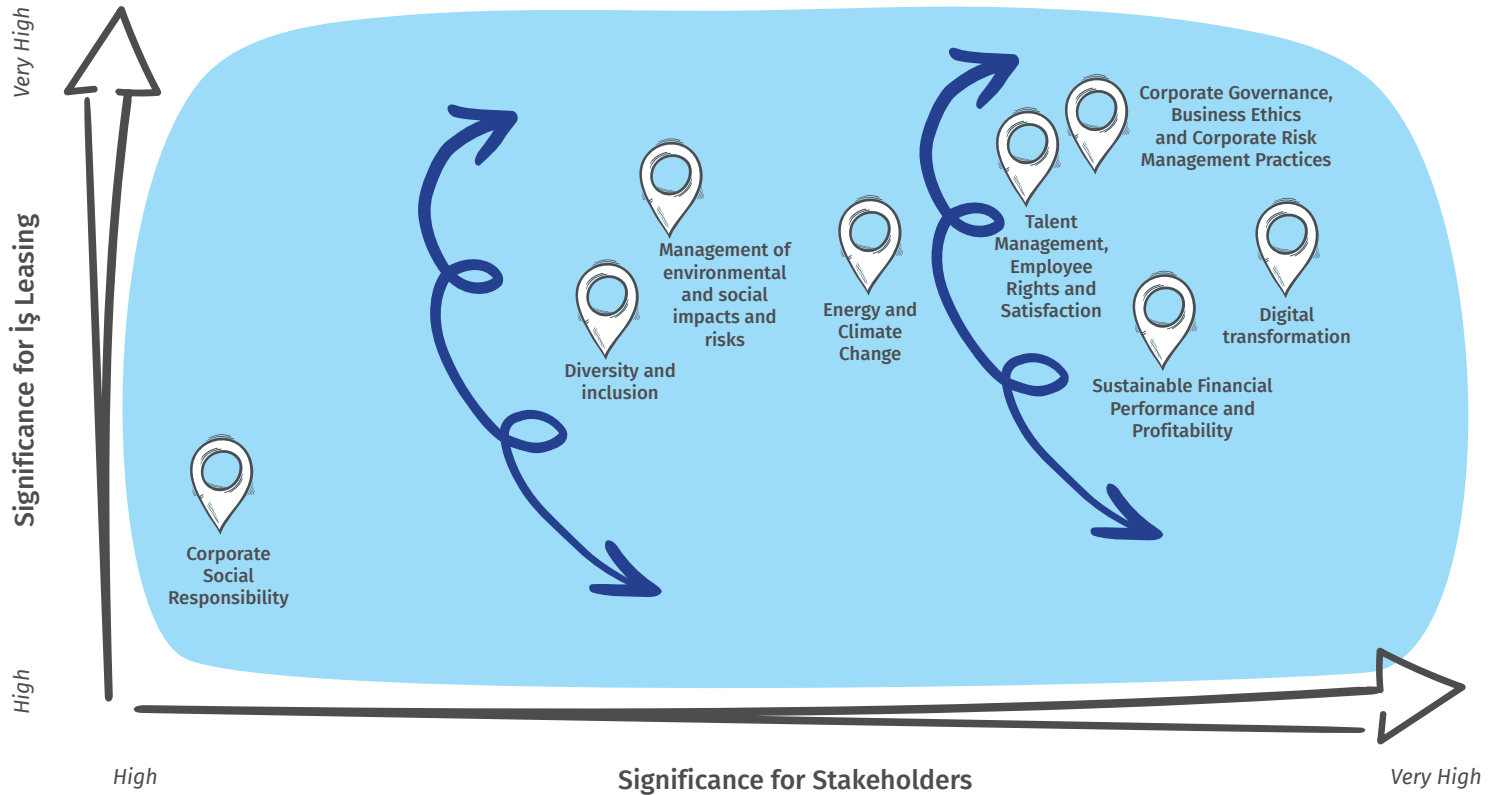 Very High
Significance for İş Leasing
High
Corporate Governance,
Business Ethics
and Corporate Risk
Management Practices
Talent
Management,
Employee
Rights and
Satisfaction
Management of
environmental
and social
impacts and
risks
Energy and
Climate
Change
Digital
transformation
Diversity and
inclusion
Sustainable Financial
Performance and
Profitability
Corporate
Social
Responsibility
High
Significance for Stakeholders
Very High